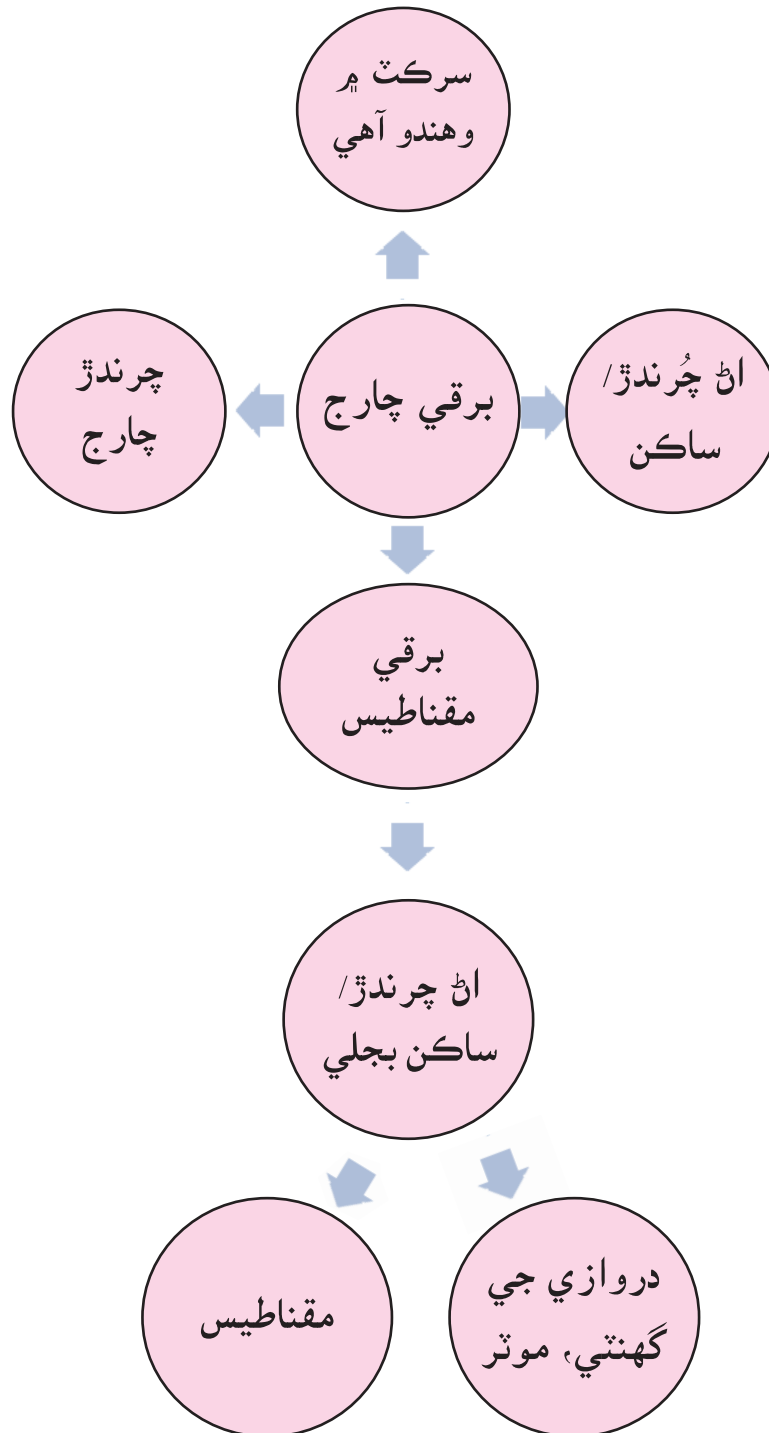 سرڪٽ ۾
وهندو آهي
اڻ چُرندڙ/
ساڪن
برقي چارج
چرندڙ
چارج
برقي
مقناطيس
اڻ چرندڙ/
ساڪن بجلي
دروازي جي
گهنٽي، موٽر
مقناطيس